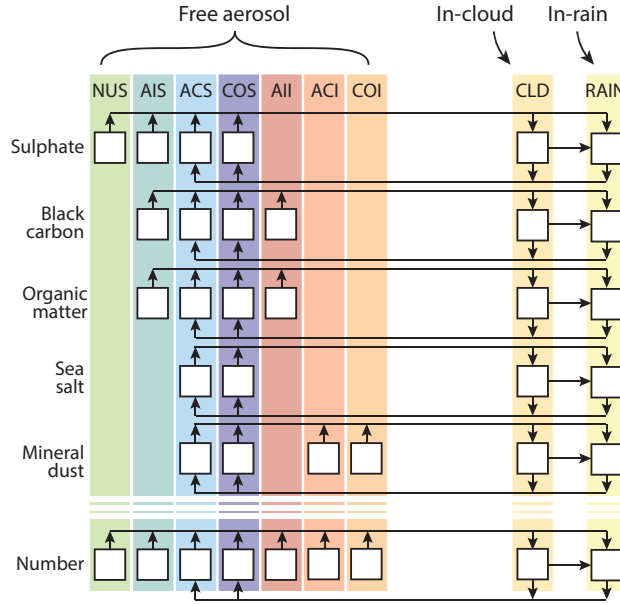 Free aerosol
In-cloud
In-rain
NUS
AIS
ACS
COS
AII
ACI
COI
CLD
RAIN
Sulphate
Black
carbon
Organic
matter
Sea
salt
Mineral
dust
Number